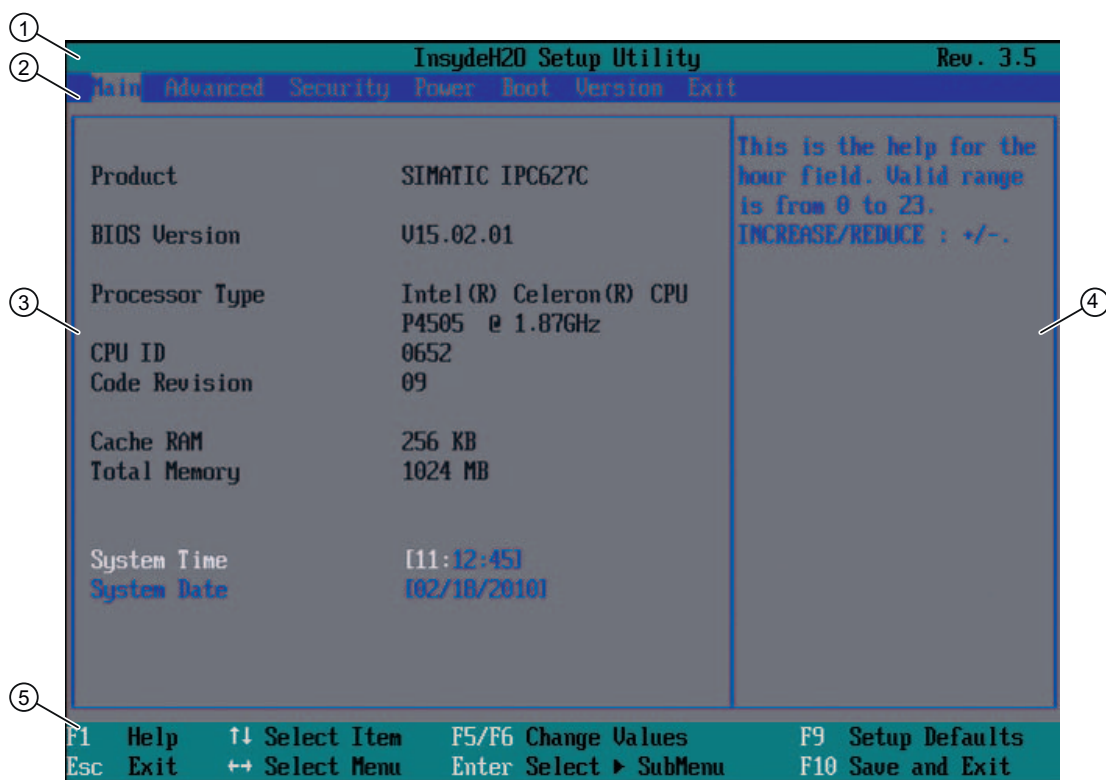 ①
InsydeH2O Setup Utility Rev. 3.5
②
Main Advanced Security Power Boot Version Exit
This is the help for the
hour field. Valid range
is from 0 to 23.
INCREASE/REDUCE : +/-.
Product SIMATIC IPC627C
BIOS Version V15.02.01
③
Processor Type Intel(R) Celeron(R) CPU
P4505 @ 1.87GHz
④
CPU ID 0652
Code Revision 09
Cache RAM 256 KB
Total Memory 1024 MB
System Time [11:12:45]
System Date [02/18/2010]
⑤
F1 Help ↑↓ Select Item F5/F6 Change Values F9 Setup Defaults
Esc Exit ←→ Select Menu Enter Select ▶ SubMenu F10 Save and Exit